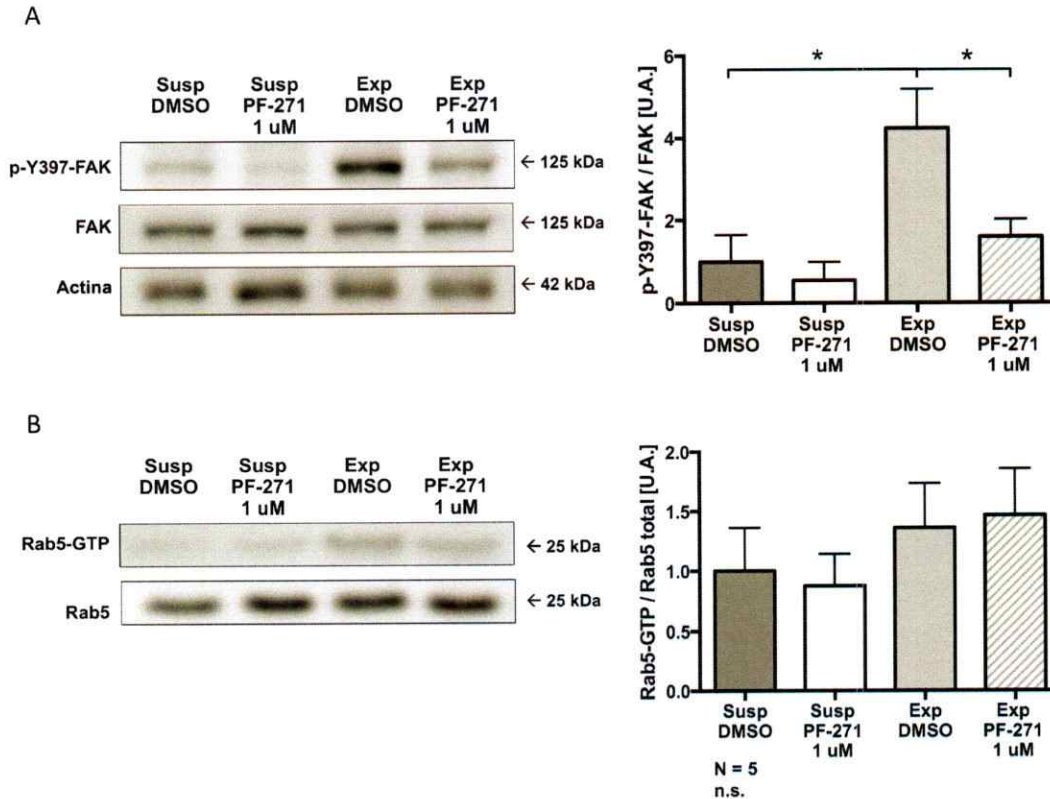 A
Susp DMSO
Susp PF-271 1 uM
Exp DMSO
Exp PF-271 1 uM
p-Y397-FAK
← 125 kDa
FAK
← 125 kDa
Actina
← 42 kDa
p-Y397-FAK / FAK [U.A.]
6
4
2
0
*
*
Susp DMSO
Susp PF-271 1 uM
Exp DMSO
Exp PF-271 1 uM
B
Susp DMSO
Susp PF-271 1 uM
Exp DMSO
Exp PF-271 1 uM
Rab5-GTP
← 25 kDa
Rab5
← 25 kDa
Rab5-GTP / Rab5 total [U.A.]
2.0
1.5
1.0
0.5
0.0
Susp DMSO
Susp PF-271 1 uM
Exp DMSO
Exp PF-271 1 uM
N = 5
n.s.